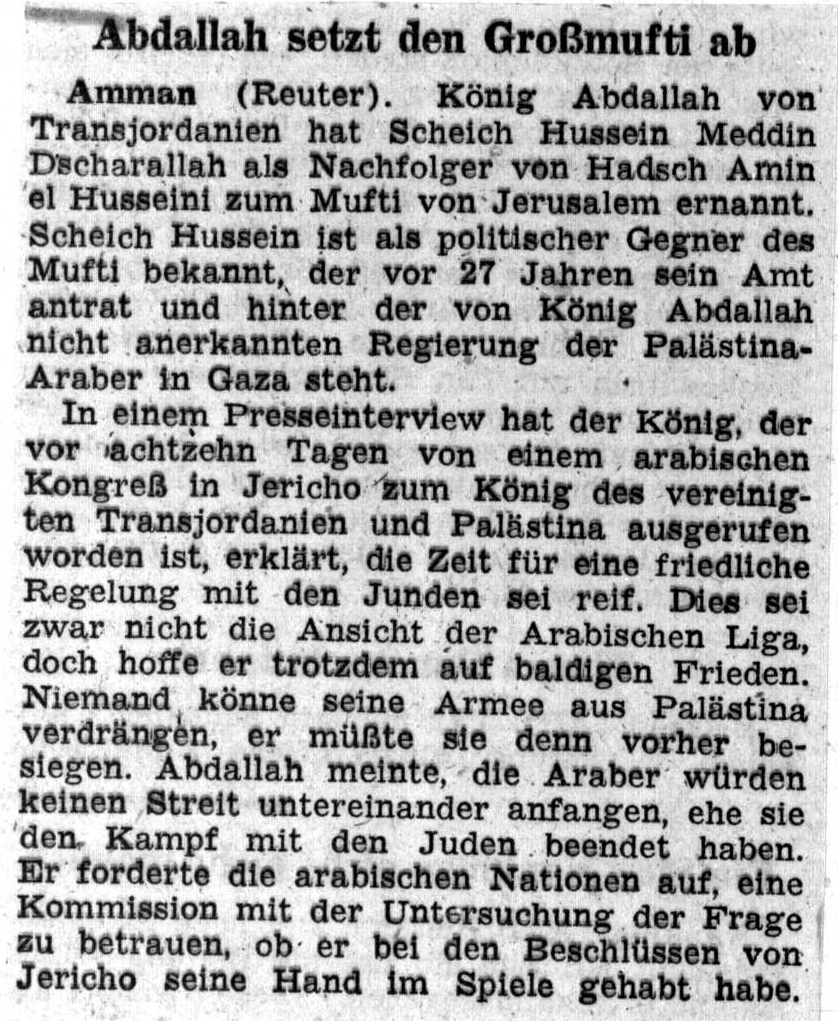 Abdallah setzt den Großmufti ab
Amman (Reuter). König Abdallah von
Transjordanien hat Scheich Hussein Meddin
Dscharallah als Nachfolger von Hadsch Amin
el Husseini zum Mufti von Jerusalem ernannt.
Scheich Hussein ist als politischer Gegner des
Mufti bekannt, der vor 27 Jahren sein Amt
antrat und hinter der von König Abdallah
nicht anerkannten Regierung der Palästina-
Araber in Gaza steht.
In einem Presseinterview hat der König, der
vor achtzehn Tagen von einem arabischen
Kongreß in Jericho zum König des vereinig-
ten Transjordanien und Palästina ausgerufen
worden ist, erklärt, die Zeit für eine friedliche
Regelung mit den Junden sei reif. Dies sei
zwar nicht die Ansicht der Arabischen Liga,
doch hoffe er trotzdem auf baldigen Frieden.
Niemand könne seine Armee aus Palästina
verdrängen, er müßte sie denn vorher be-
siegen. Abdallah meinte, die Araber würden
keinen Streit untereinander anfangen, ehe sie
den Kampf mit den Juden beendet haben.
Er forderte die arabischen Nationen auf, eine
Kommission mit der Untersuchung der Frage
zu betrauen, ob er bei den Beschlüssen von
Jericho seine Hand im Spiele gehabt habe.